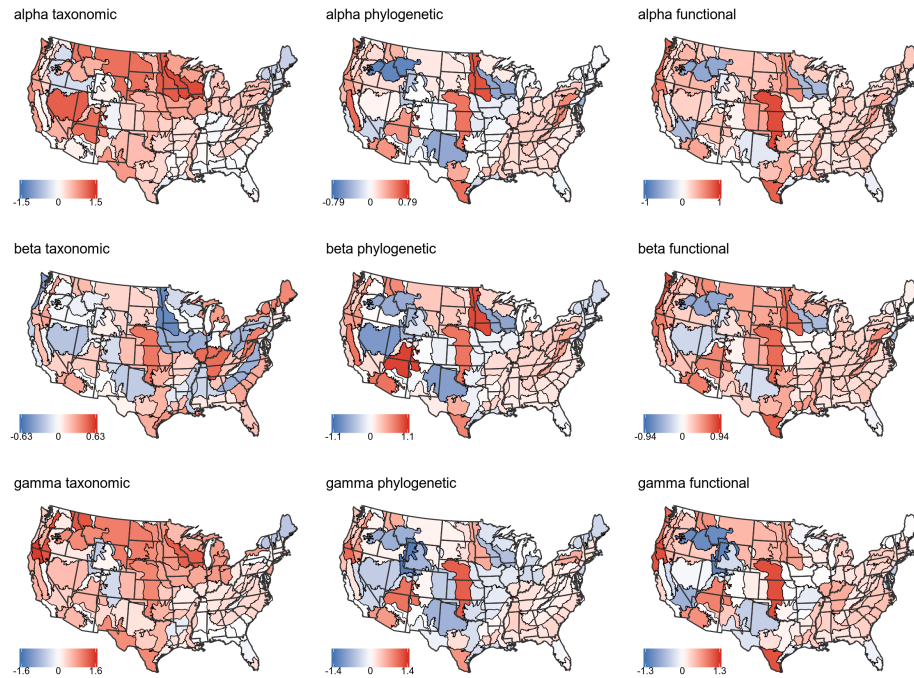 alpha taxonomic
alpha phylogenetic
alpha functional
-1.5 0 1.5
-0.79 0 0.79
-1 0 1
beta taxonomic
beta phylogenetic
beta functional
-0.63 0 0.63
-1.1 0 1.1
-0.94 0 0.94
gamma taxonomic
gamma phylogenetic
gamma functional
-1.6 0 1.6
-1.4 0 1.4
-1.3 0 1.3